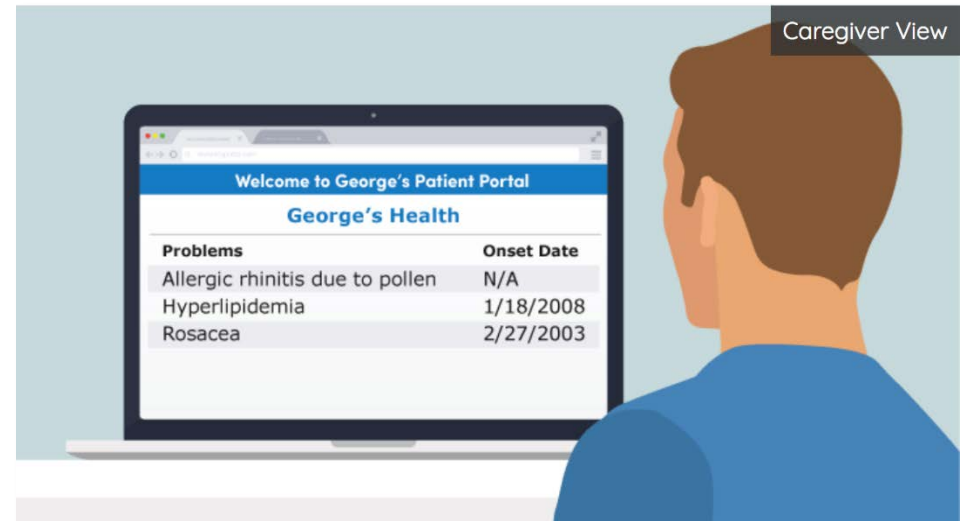 Caregiver View
Welcome to George's Patient Portal
George's Health
Problems Onset Date
Allergic rhinitis due to pollen N/A
Hyperlipidemia 1/18/2008
Rosacea 2/27/2003